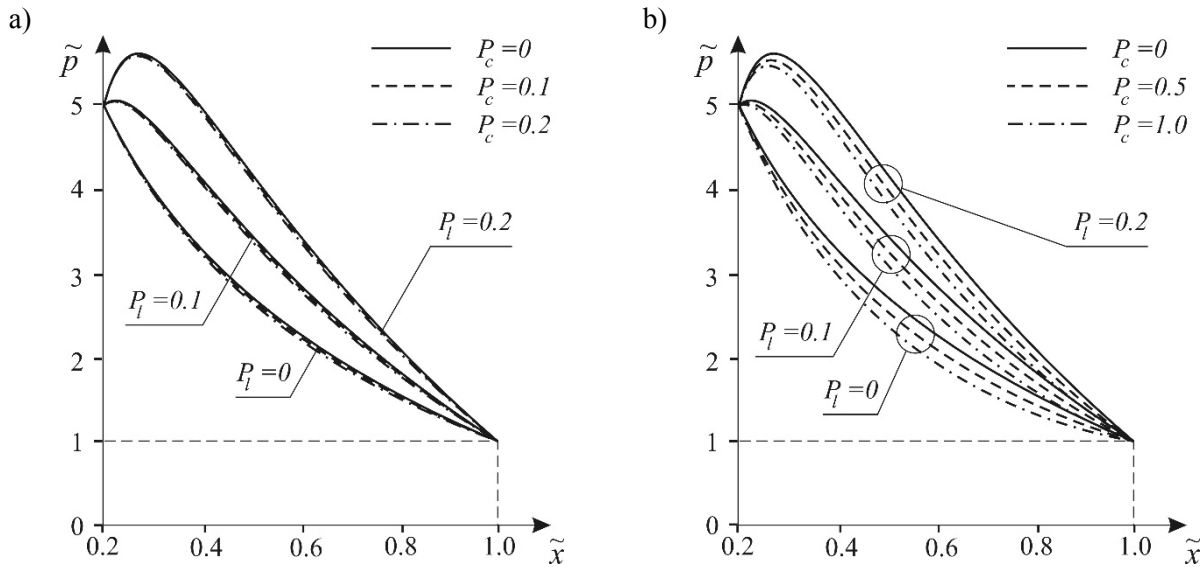 a)
p̃
P_c=0
P_c=0.1
P_c=0.2
5
4
3
2
1
0
P_l=0.2
P_l=0.1
P_l=0
0.2 0.4 0.6 0.8 1.0
x̃
b)
p̃
P_c=0
P_c=0.5
P_c=1.0
5
4
3
2
1
0
P_l=0.2
P_l=0.1
P_l=0
0.2 0.4 0.6 0.8 1.0
x̃